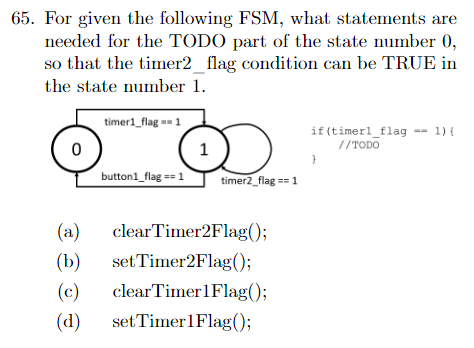 65. For given the following FSM, what statements are
needed for the TODO part of the state number 0,
so that the timer2_flag condition can be TRUE in
the state number 1.
timer1_flag == 1
0
1
button1_flag == 1
timer2_flag == 1
if(timer1_flag == 1){
//TODO
}
(a) clearTimer2Flag();
(b) setTimer2Flag();
(c) clearTimer1Flag();
(d) setTimer1Flag();